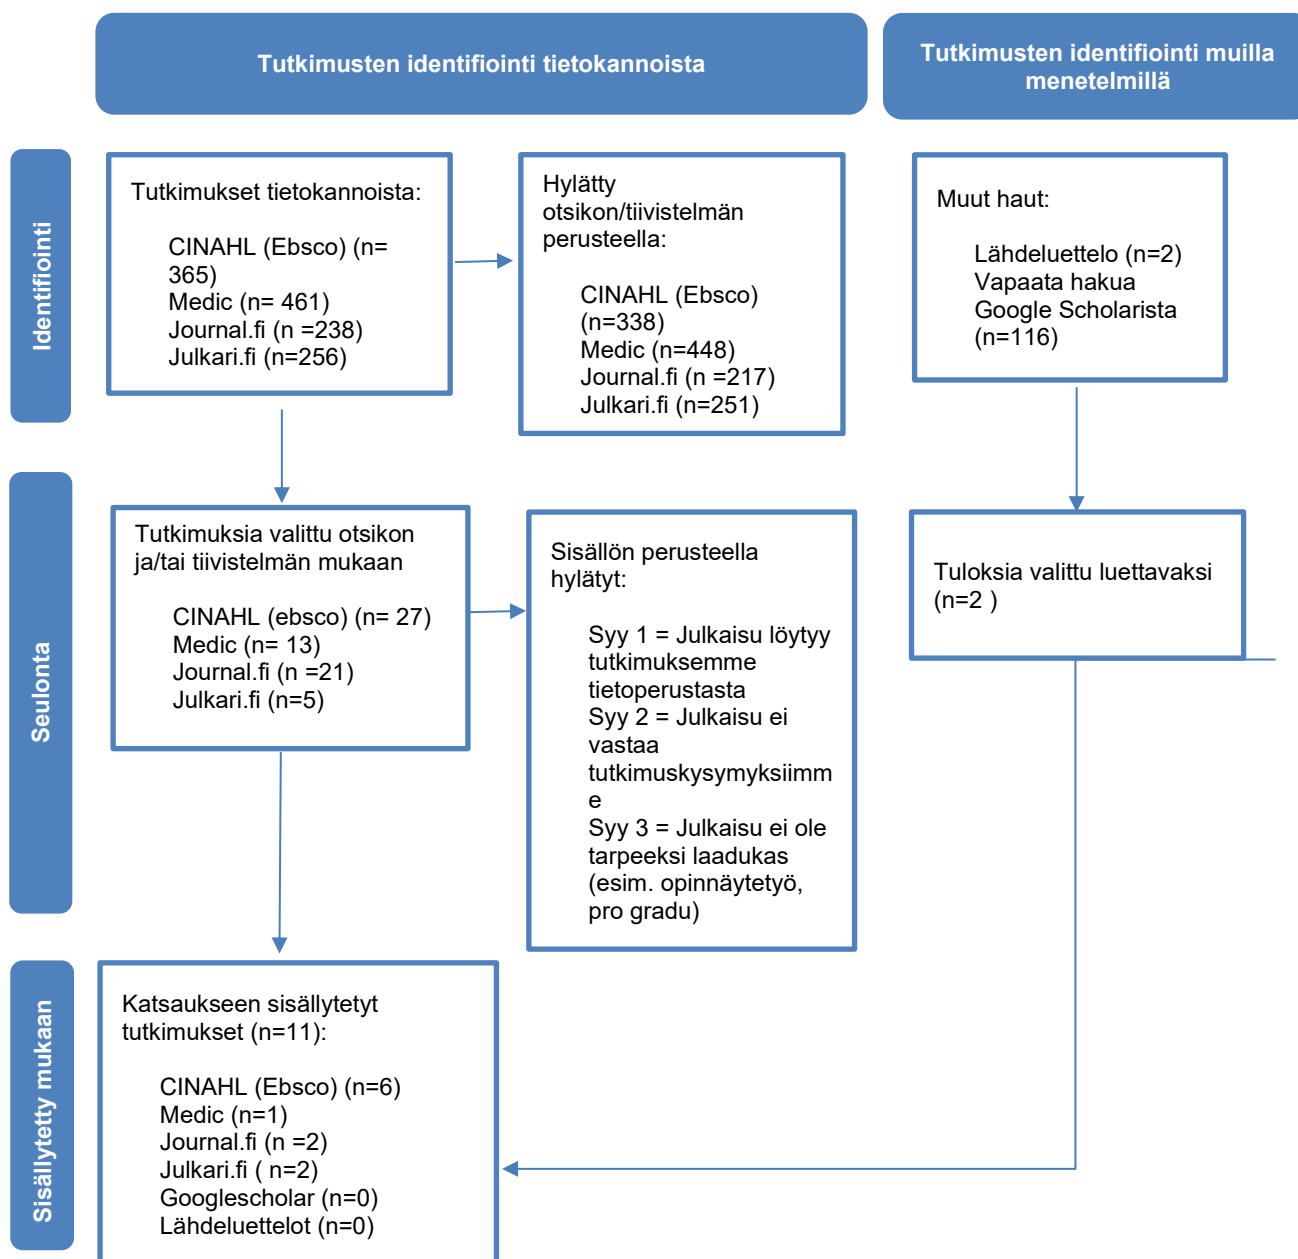 Tutkimusten identifiointi tietokannoista
Tutkimusten identifiointi muilla
menetelmillä
Identifiointi
Tutkimukset tietokannoista:
CINAHL (Ebsco) (n=
365)
Medic (n= 461)
Journal.fi (n =238)
Julkari.fi (n=256)
Hylätty
otsikon/tiivistelmän
perusteella:
CINAHL (Ebsco)
(n=338)
Medic (n=448)
Journal.fi (n =217)
Julkari.fi (n=251)
Muut haut:
Lähdeluettelo (n=2)
Vapaata hakua
Google Scholarista
(n=116)
Seulonta
Tutkimuksia valittu otsikon
ja/tai tiivistelmän mukaan
CINAHL (ebsco) (n= 27)
Medic (n= 13)
Journal.fi (n =21)
Julkari.fi (n=5)
Sisällön perusteella
hylätyt:
Syy 1 = Julkaisu löytyy
tutkimuksemme
tietoperustasta
Syy 2 = Julkaisu ei
vastaa
tutkimuskysymyksiimm
e
Syy 3 = Julkaisu ei ole
tarpeeksi laadukas
(esim. opinnäytetyö,
pro gradu)
Tuloksia valittu luettavaksi
(n=2 )
Sisällytetty mukaan
Katsaukseen sisällytetyt
tutkimukset (n=11):
CINAHL (Ebsco) (n=6)
Medic (n=1)
Journal.fi (n =2)
Julkari.fi ( n=2)
Googlescholar (n=0)
Lähdeluettelot (n=0)